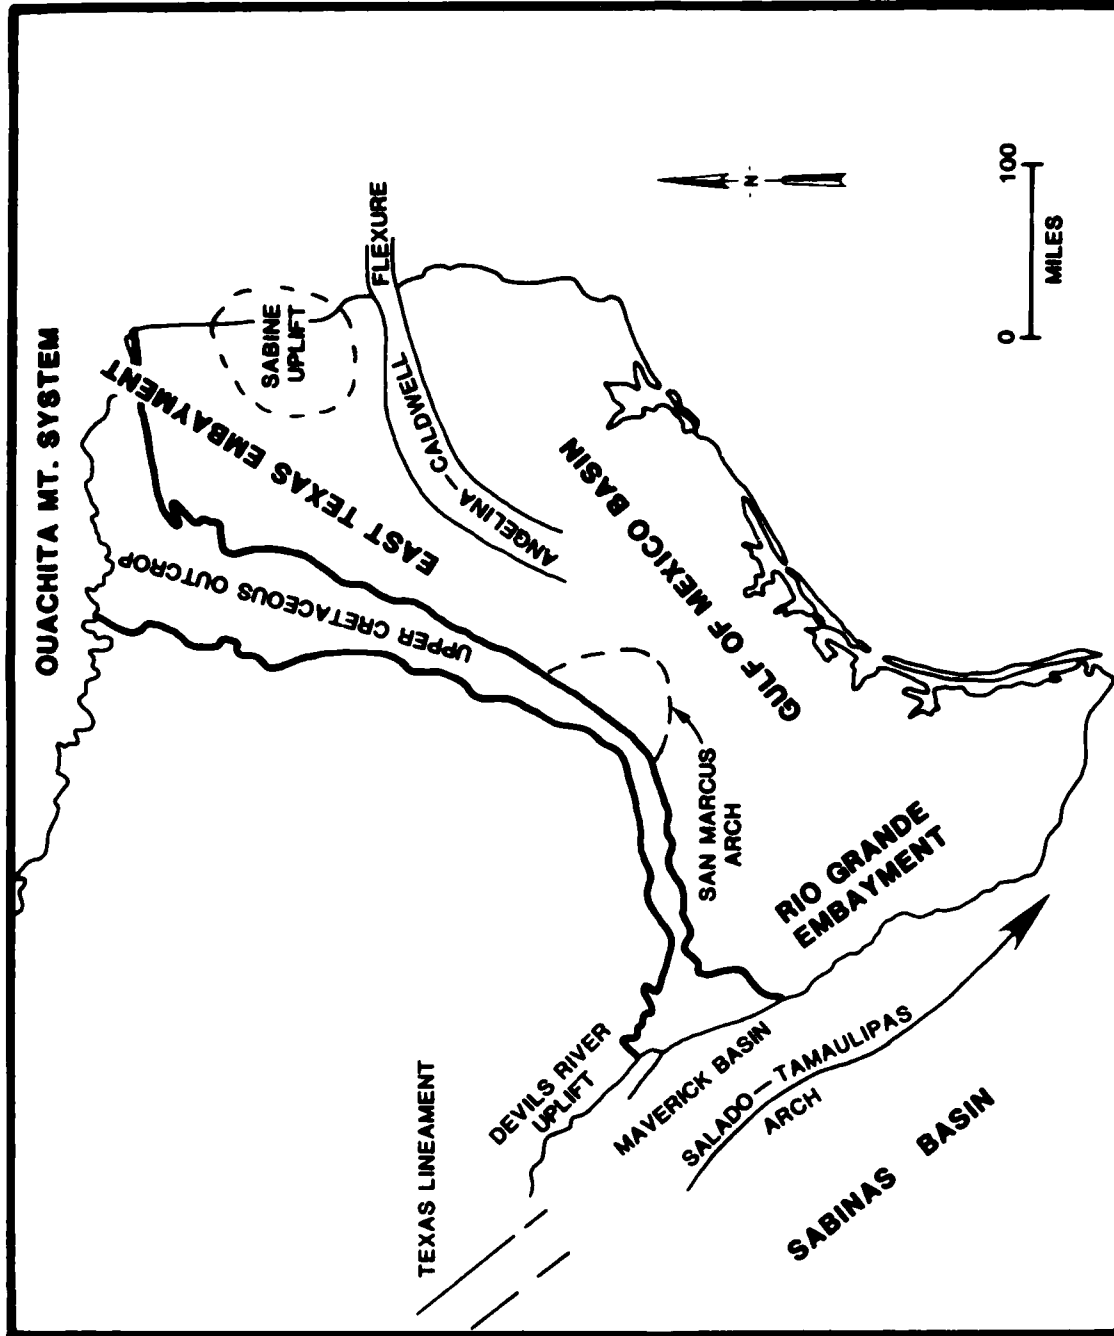 OUACHITA MT. SYSTEM
EAST TEXAS EMBAYMENT
UPPER CRETACEOUS OUTCROP
SABINE
UPLIFT
FLEXURE
ANGELINA — CALDWELL
GULF OF MEXICO BASIN
SAN MARCUS
ARCH
RIO GRANDE
EMBAYMENT
TEXAS LINEAMENT
DEVILS RIVER
UPLIFT
MAVERICK BASIN
SALADO — TAMAULIPAS
ARCH
SABINAS BASIN
N
0 100
MILES